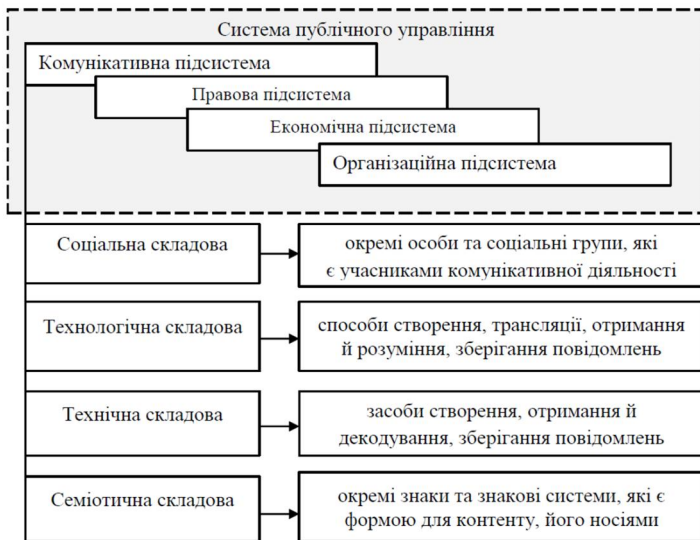 Система публічного управління
Комунікативна підсистема
Правова підсистема
Економічна підсистема
Організаційна підсистема
Соціальна складова
окремі особи та соціальні групи, які
є учасниками комунікативної діяльності
Технологічна складова
способи створення, трансляції, отримання
й розуміння, зберігання повідомлень
Технічна складова
засоби створення, отримання й
декодування, зберігання повідомлень
Семіотична складова
окремі знаки та знакові системи, які є
формою для контенту, його носіями